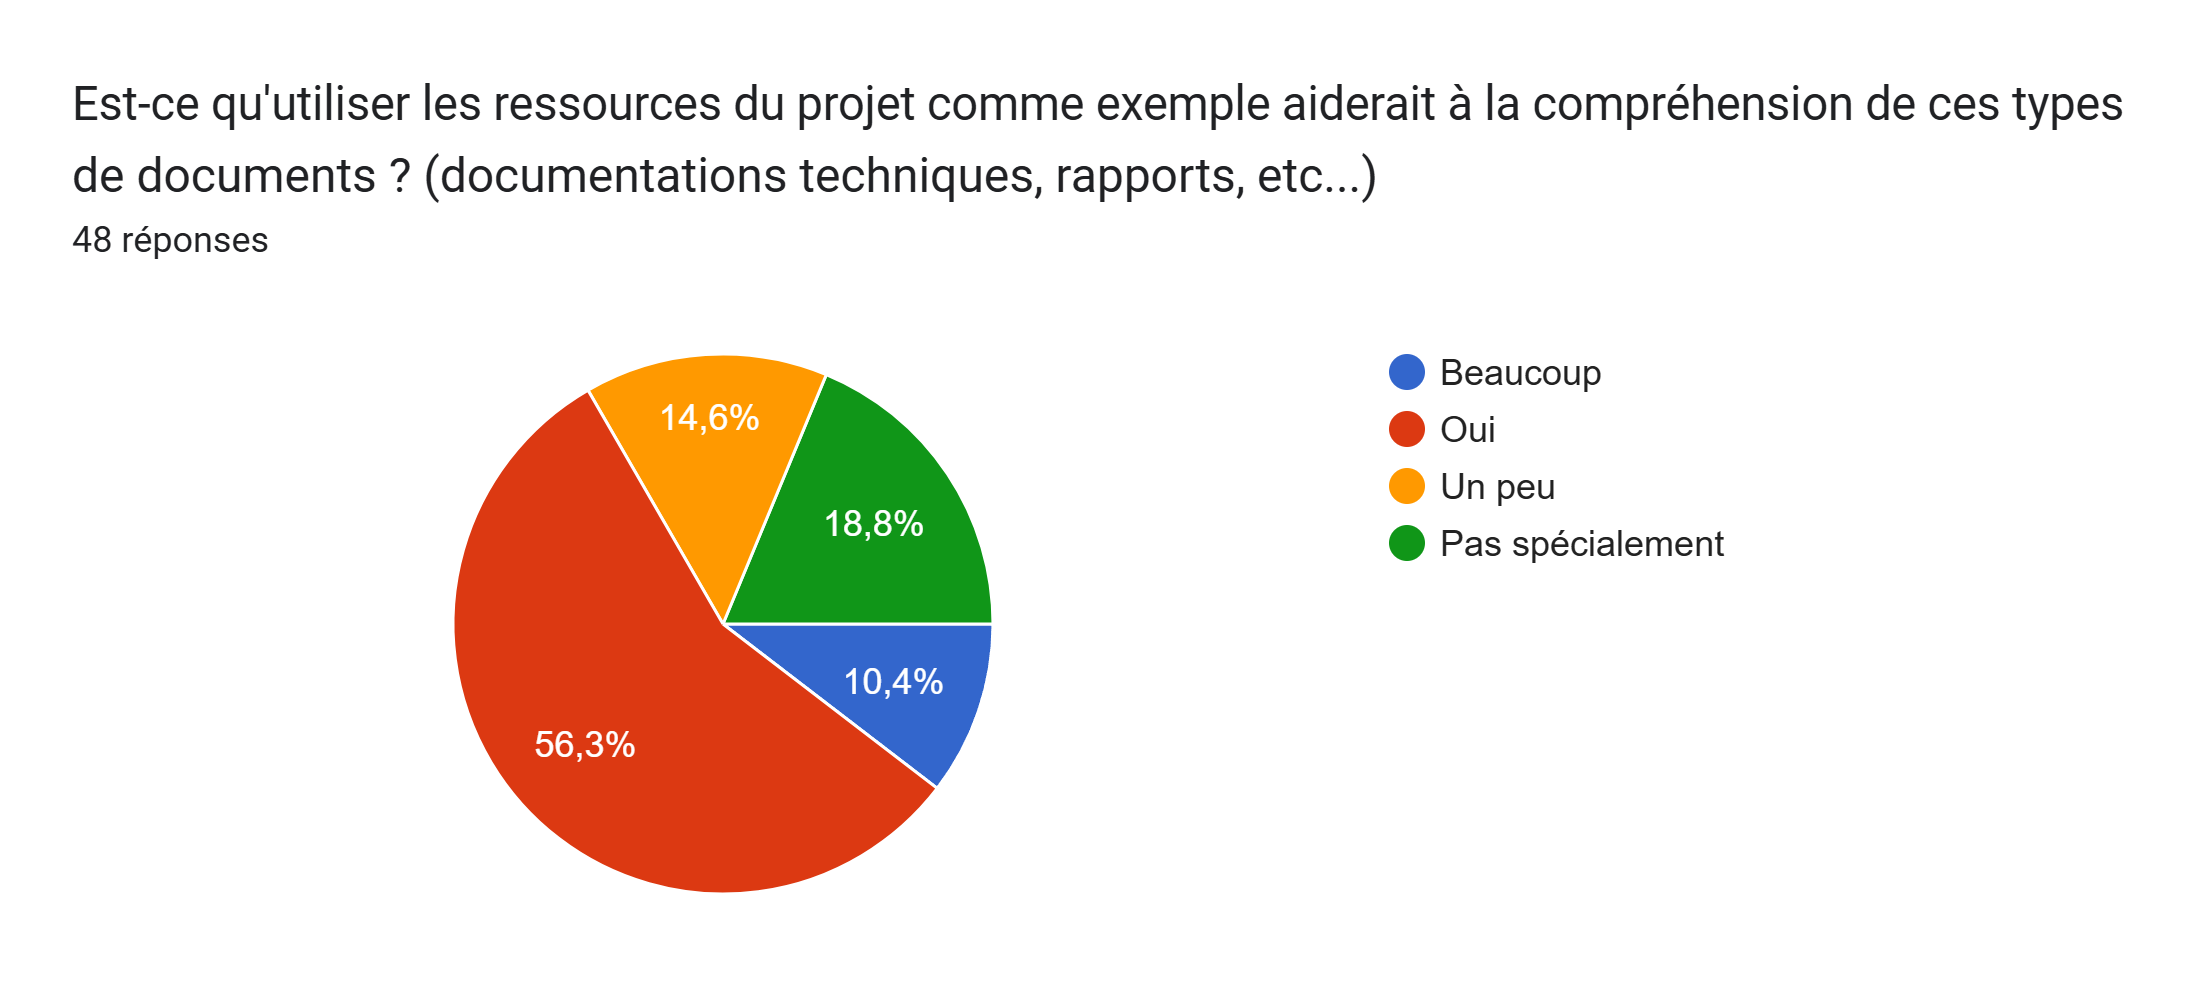 Est-ce qu'utiliser les ressources du projet comme exemple aiderait à la compréhension de ces types
de documents ? (documentations techniques, rapports, etc...)
48 réponses
14,6%
18,8%
10,4%
56,3%
Beaucoup
Oui
Un peu
Pas spécialement